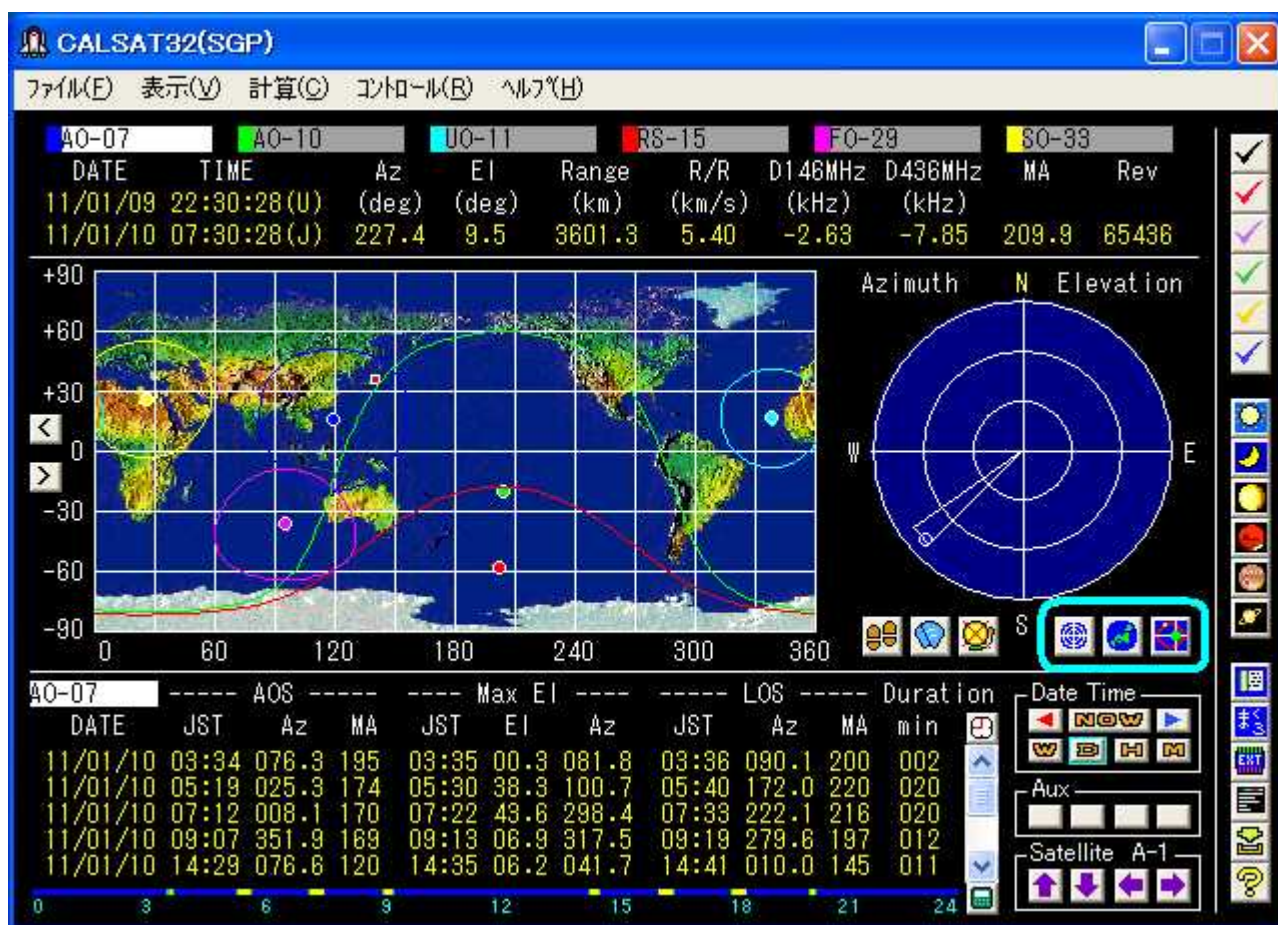 CALSAT32(SGP)
ファイル(F) 表示(V) 計算(C) コントロール(R) ヘルプ(H)
AO-07 AO-10 UO-11 RS-15 FO-29 SO-33
DATE TIME Az El Range R/R D146MHz D436MHz MA Rev
11/01/09 22:30:28(U) (deg) (deg) (km) (km/s) (kHz) (kHz)
11/01/10 07:30:28(J) 227.4 9.5 3601.3 5.40 -2.63 -7.85 209.9 65436
+90
+60
+30
0
-30
-60
-90
<
>
0 60 120 180 240 300 360
Azimuth N Elevation
W E
S
AO-07 ----- AOS ----- ---- Max El ---- ----- LOS ----- Duration
DATE JST Az MA JST El Az JST Az MA min
11/01/10 03:34 076.3 195 03:35 00.3 081.8 03:36 090.1 200 002
11/01/10 05:19 025.3 174 05:30 38.3 100.7 05:40 172.0 220 020
11/01/10 07:12 008.1 170 07:22 43.6 298.4 07:33 222.1 216 020
11/01/10 09:07 351.9 169 09:13 06.9 317.5 09:19 279.6 197 012
11/01/10 14:29 076.6 120 14:35 06.2 041.7 14:41 010.0 145 011
0 3 6 9 12 15 18 21 24
Date Time
NOW
W D H M
Aux
Satellite A-1
まく3
EXT
?